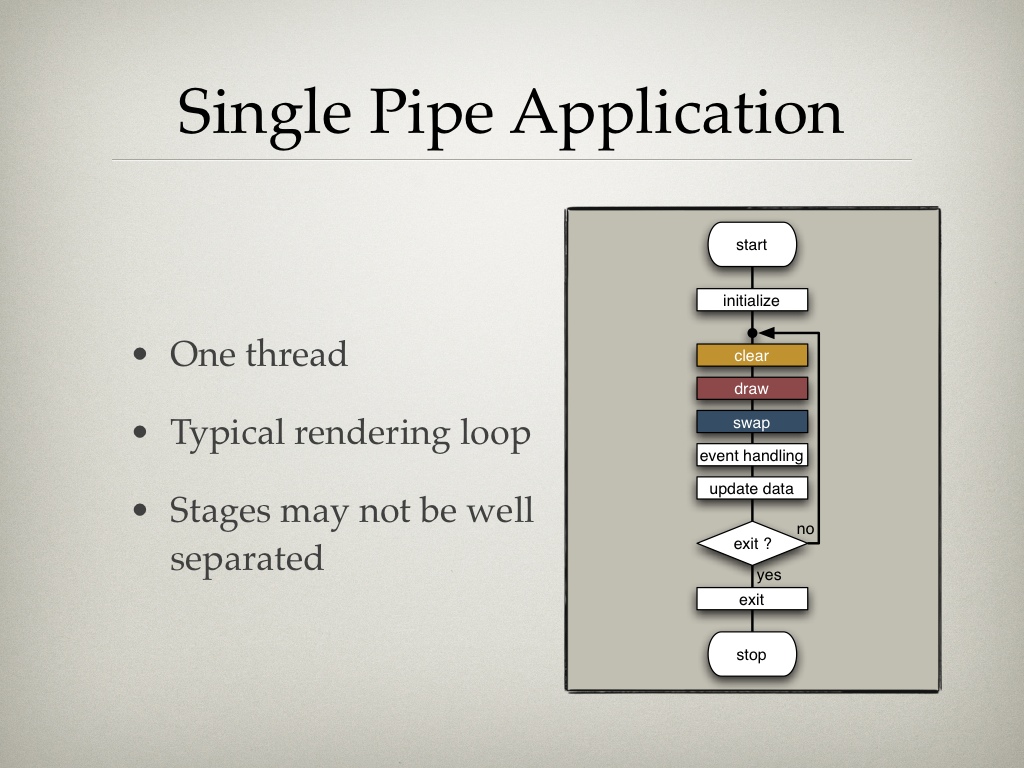 Single Pipe Application
• One thread
• Typical rendering loop
• Stages may not be well
separated
start
initialize
clear
draw
swap
event handling
update data
no
exit ?
yes
exit
stop